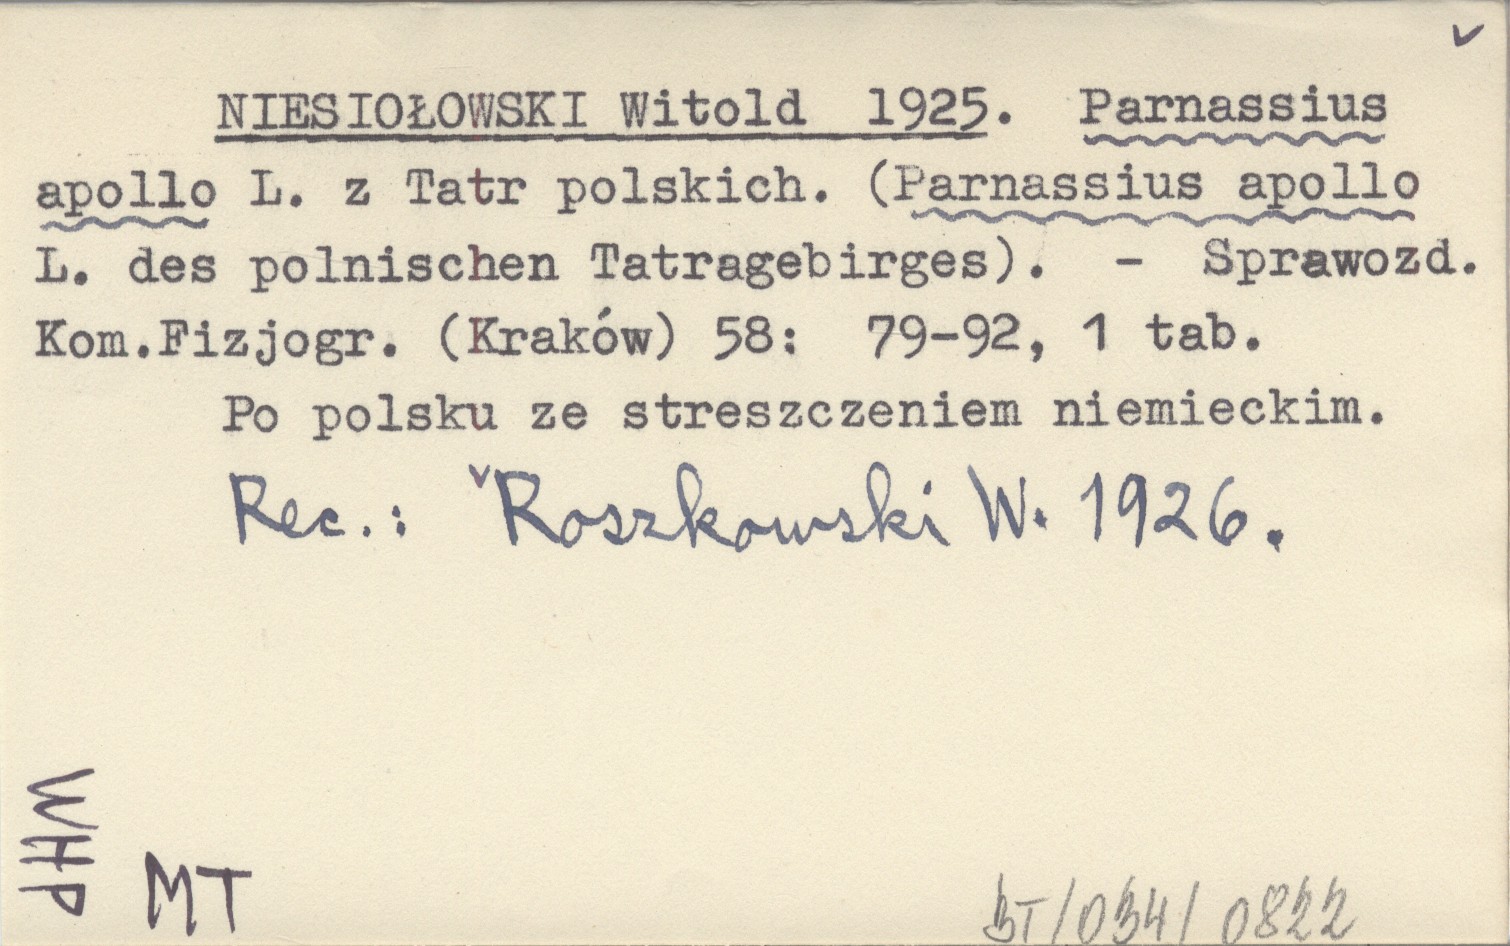 NIESIOŁOWSKI Witold 1925. Parnassius
apollo L. z Tatr polskich. (Parnassius apollo
L. des polnischen Tatragebirges). - Sprawozd.
Kom.Fizjogr. (Kraków) 58: 79-92, 1 tab.
Po polsku ze streszczeniem niemieckim.
Rec.: Roszkowski W. 1926.
WHP
MT
BT/034/0822